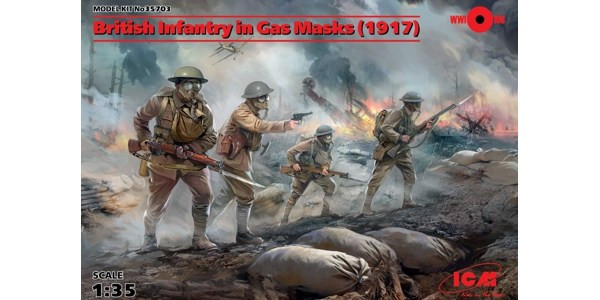 MODEL KIT No35703
British Infantry in Gas Masks (1917)
WWI
SCALE
1:35
ICM